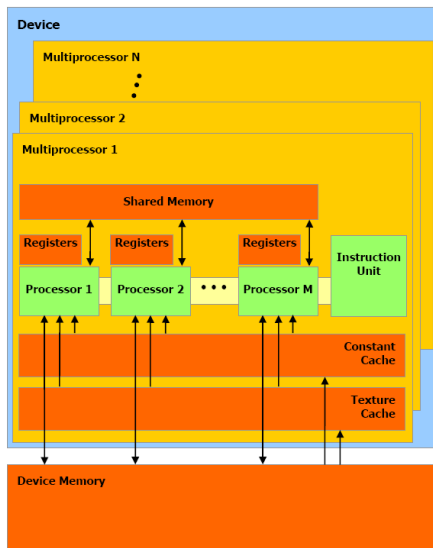 Device
Multiprocessor N
Multiprocessor 2
Multiprocessor 1
Shared Memory
Registers
Registers
Registers
Processor 1
Processor 2
• • •
Processor M
Instruction
Unit
Constant
Cache
Texture
Cache
Device Memory